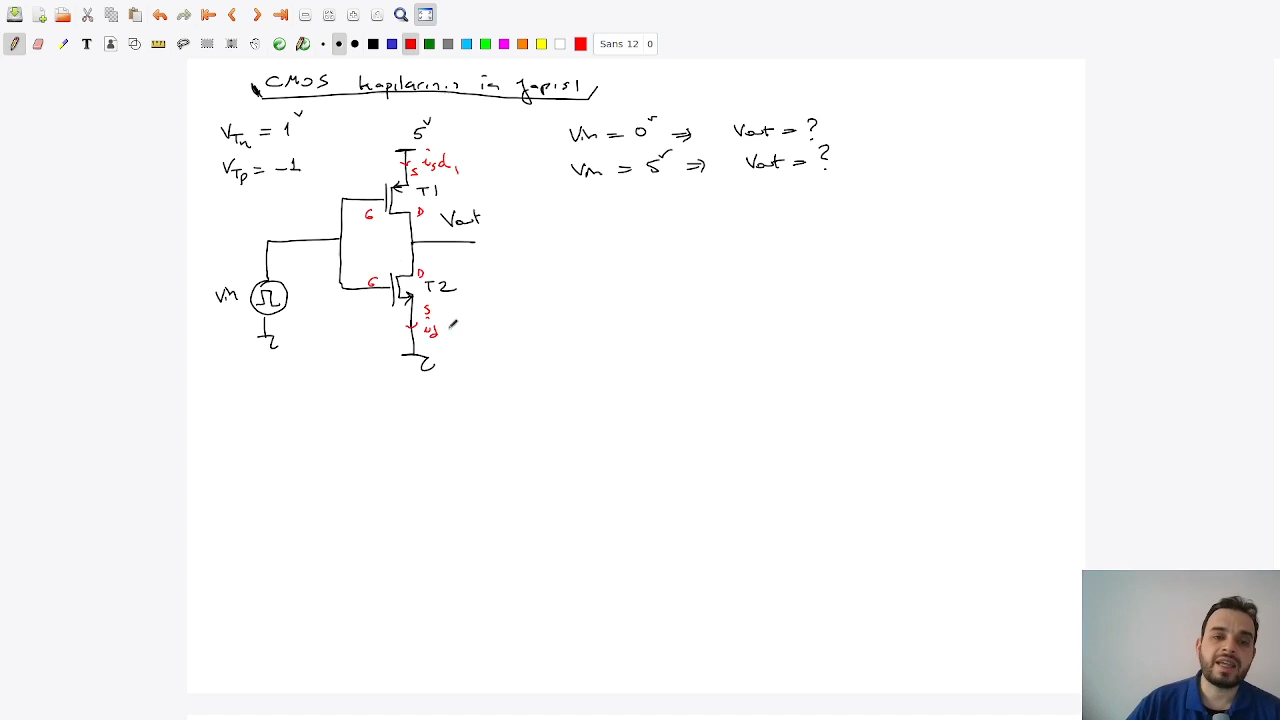 Sans 12
CMOS kapılarının iç yapısı
VTn = 1V
VTp = -1
5V
isd1
S
T1
G
D
Vout
Vin
G
D
T2
S
Vin = 0V ⇒ Vout = ?
Vin = 5V ⇒ Vout = ?